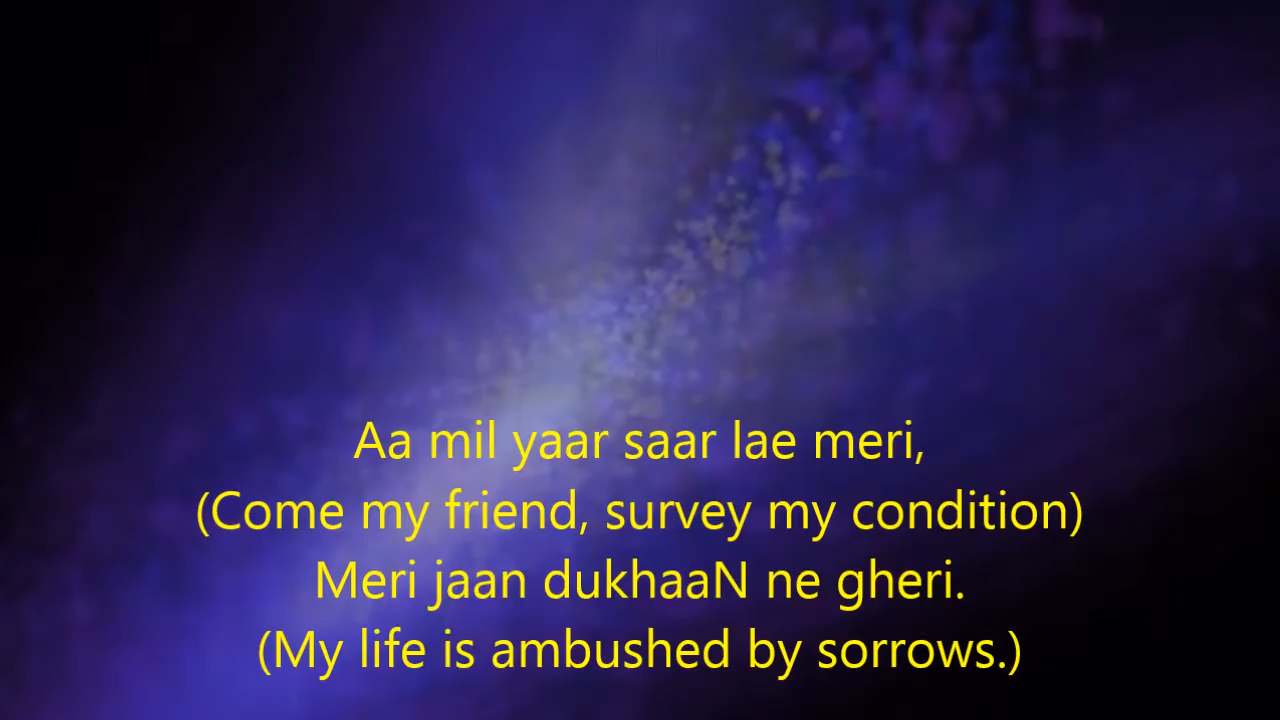 Aa mil yaar saar lae meri,
(Come my friend, survey my condition)
Meri jaan dukhaaN ne gheri.
(My life is ambushed by sorrows.)